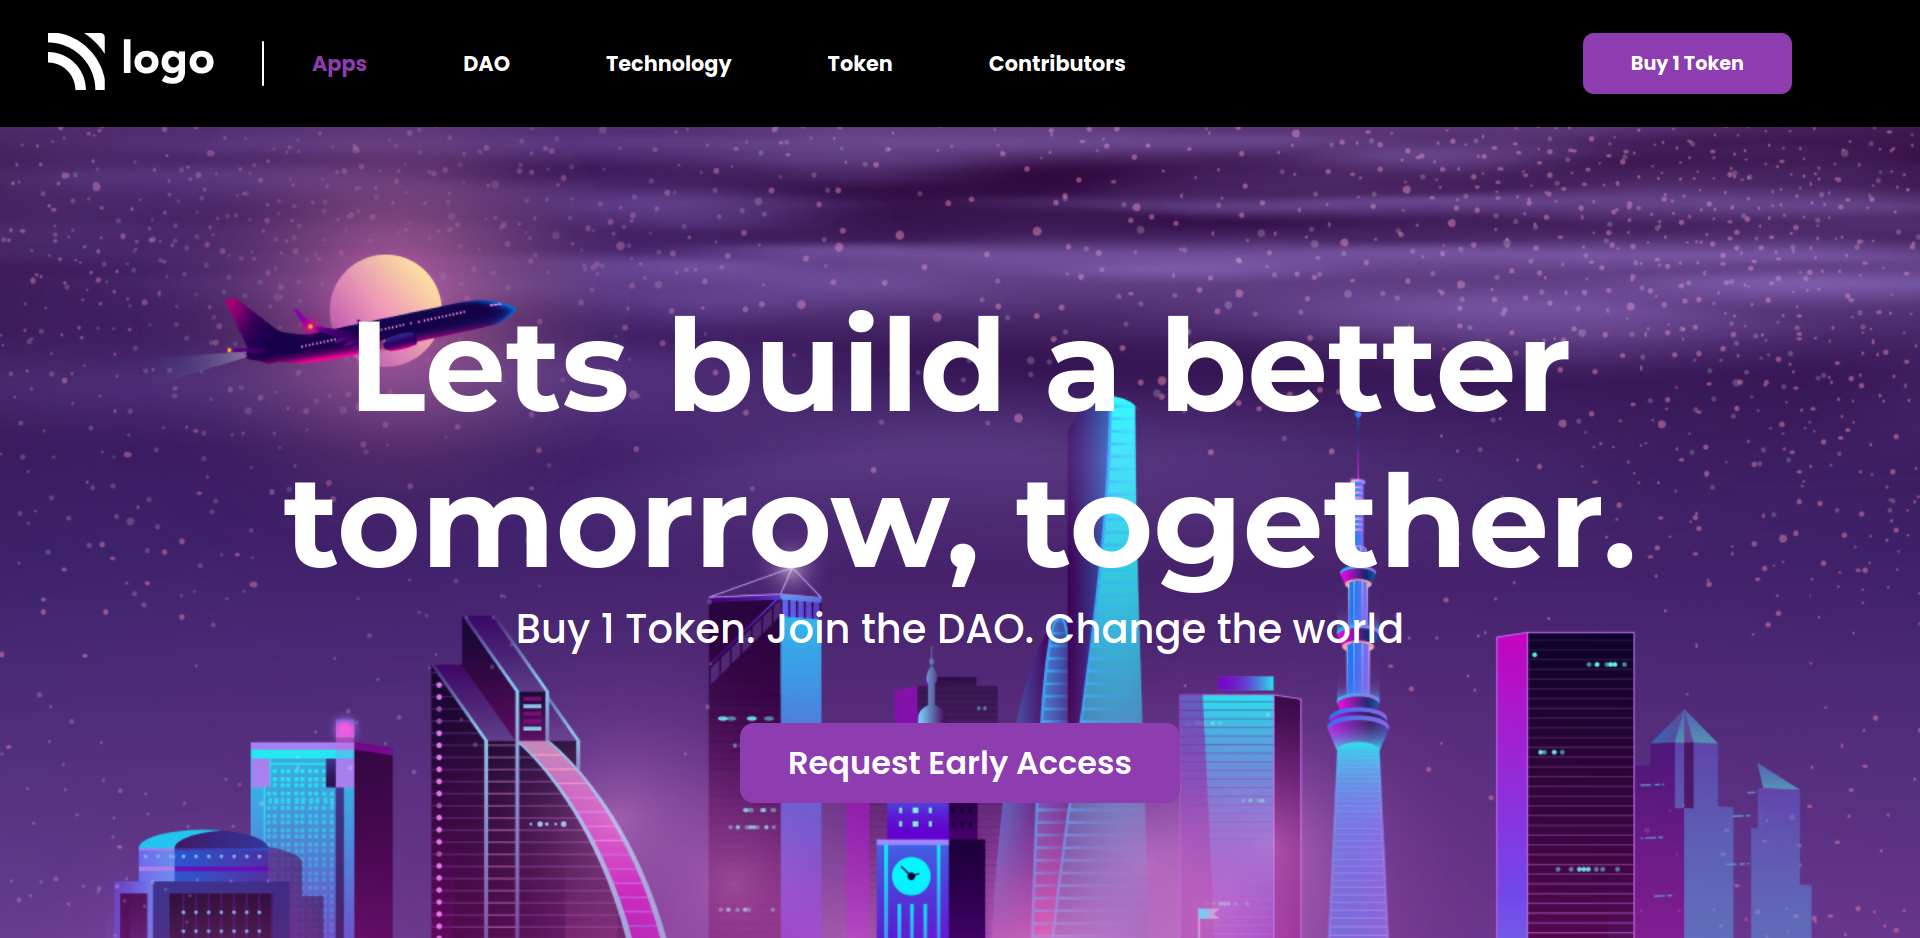 logo
Apps
DAO
Technology
Token
Contributors
Buy 1 Token
Lets build a better
tomorrow, together.
Buy 1 Token. Join the DAO. Change the world
Request Early Access